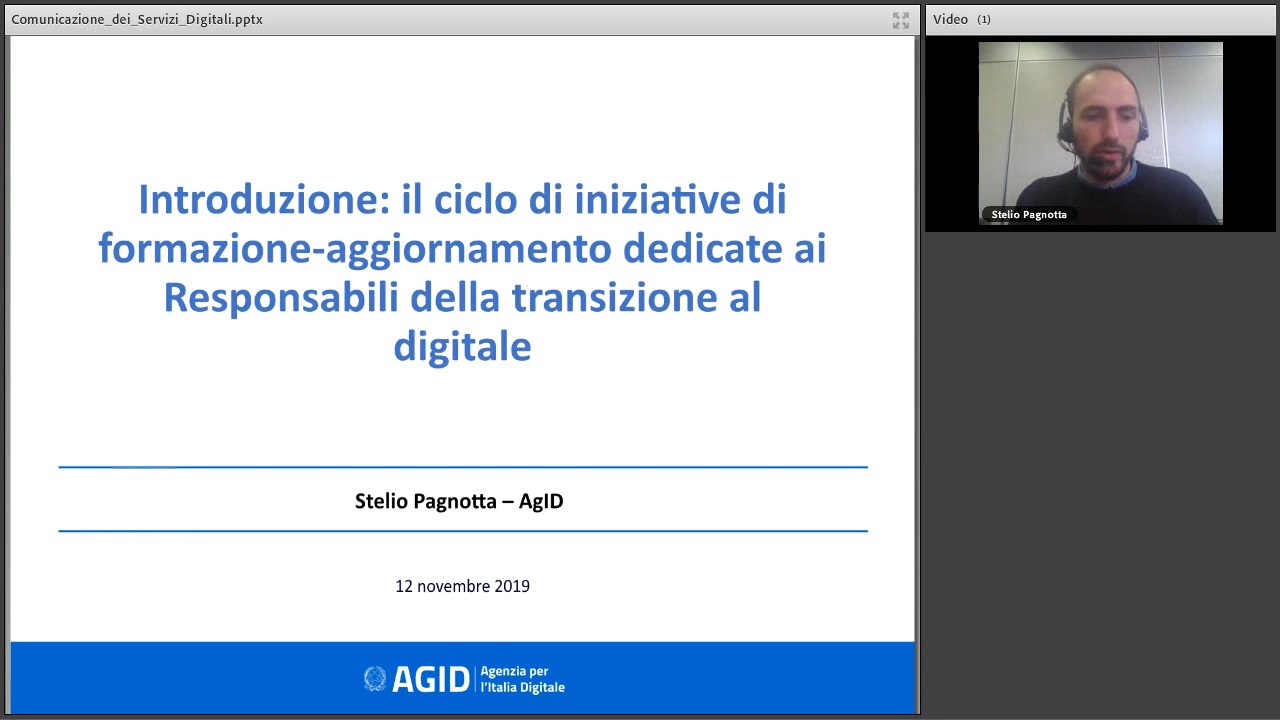 Comunicazione_dei_Servizi_Digitali.pptx
Video (1)
Stelio Pagnotta
Introduzione: il ciclo di iniziative di
formazione-aggiornamento dedicate ai
Responsabili della transizione al
digitale
Stelio Pagnotta – AgID
12 novembre 2019
AGID
Agenzia per
l'Italia Digitale